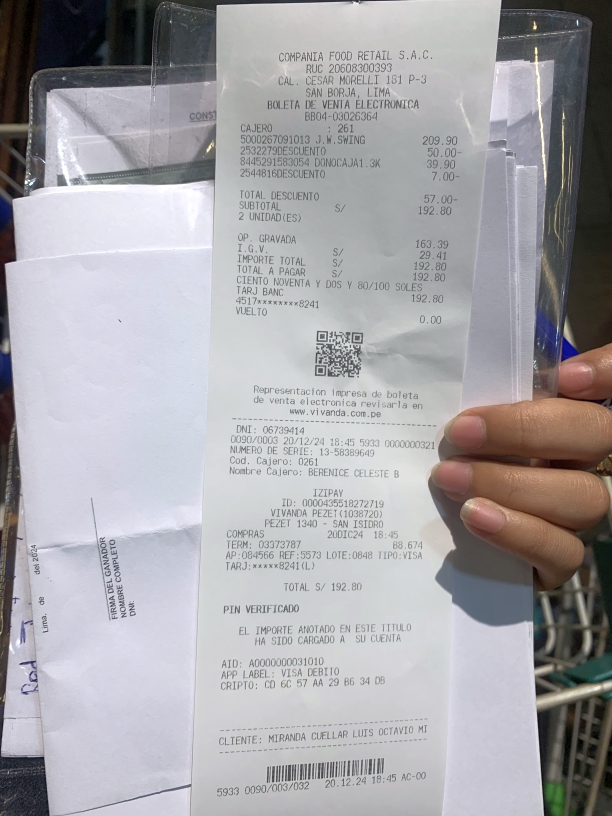 COMPANIA FOOD RETAIL S.A.C.
RUC 20608300393
CAL. CESAR MORELLI 181 P-3
SAN BORJA, LIMA
BOLETA DE VENTA ELECTRONICA
BB04-03026364
CAJERO : 261
5000267091013 J.W.SWING 209.90
2532279DESCUENTO 50.00-
8445291583054 DONOCAJA1.3K 39.90
2544816DESCUENTO 7.00-
TOTAL DESCUENTO 57.00-
SUBTOTAL S/ 192.80
2 UNIDAD(ES)
OP. GRAVADA 163.39
I.G.V. S/ 29.41
IMPORTE TOTAL S/ 192.80
TOTAL A PAGAR S/ 192.80
CIENTO NOVENTA Y DOS Y 80/100 SOLES
TARJ BANC 192.80
4517********8241
VUELTO 0.00
Representación impresa de boleta
de venta electronica revisarla en
www.vivanda.com.pe
DNI: 06739414
0090/0003 20/12/24 18:45 5933 0000000321
NUMERO DE SERIE: 13-58389649
Cod. Cajero: 0261
Nombre Cajero: BERENICE CELESTE B
IZIPAY
ID: 0000435518272719
VIVANDA PEZET(1038720)
PEZET 1340 - SAN ISIDRO
COMPRAS 20DIC24 18:45
TERM: 03373787 B8.674
AP:084566 REF:5573 LOTE:0848 TIPO:VISA
TARJ:*****8241(L)
TOTAL S/ 192.80
PIN VERIFICADO
EL IMPORTE ANOTADO EN ESTE TITULO
HA SIDO CARGADO A SU CUENTA
AID: A0000000031010
APP LABEL: VISA DEBITO
CRIPTO: CD 6C 57 AA 29 B6 34 DB
CLIENTE: MIRANDA CUELLAR LUIS OCTAVIO MI
5933 0090/003/032 20.12.24 18:45 AC-00
CONST
Lima, de del 2024
FIRMA DEL GANADOR
NOMBRE COMPLETO
DNI: